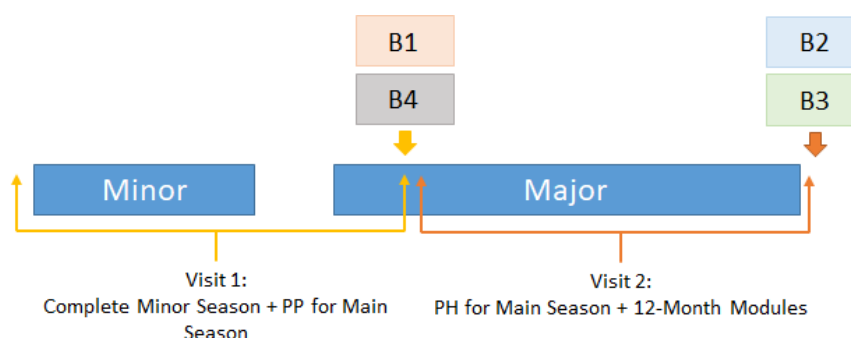 B1
B2
B4
B3
Minor
Major
Visit 1:
Complete Minor Season + PP for Main
Season
Visit 2:
PH for Main Season + 12-Month Modules